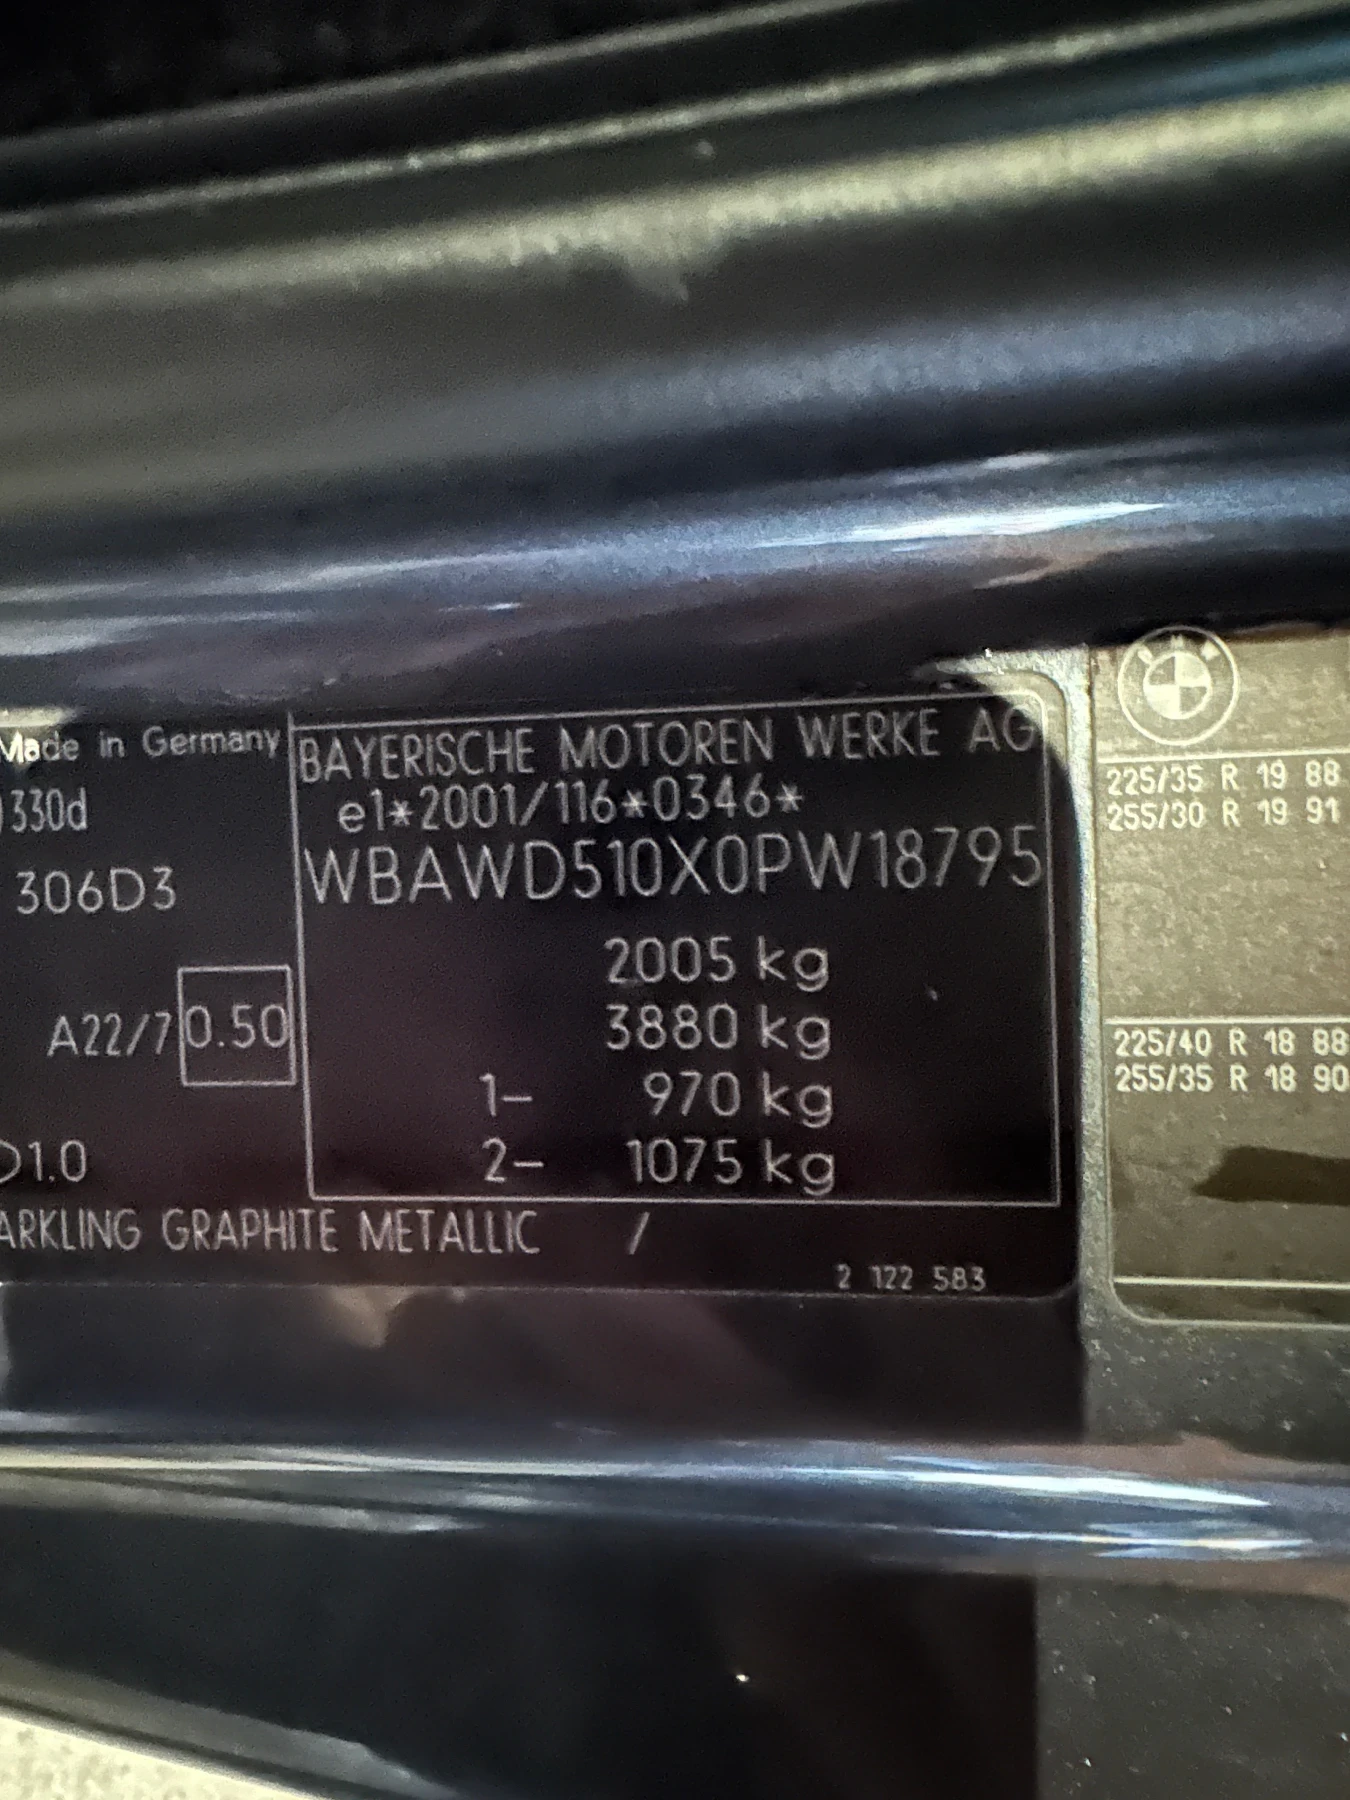 Made in Germany
330d
306D3
A22/7 0.50
1.0
ARKLING GRAPHITE METALLIC /
BAYERISCHE MOTOREN WERKE AG
e1*2001/116*0346*
WBAWD510X0PW18795
2005 kg
3880 kg
1– 970 kg
2– 1075 kg
2 122 583
225/35 R 19 88
255/30 R 19 91
225/40 R 18 88
255/35 R 18 90